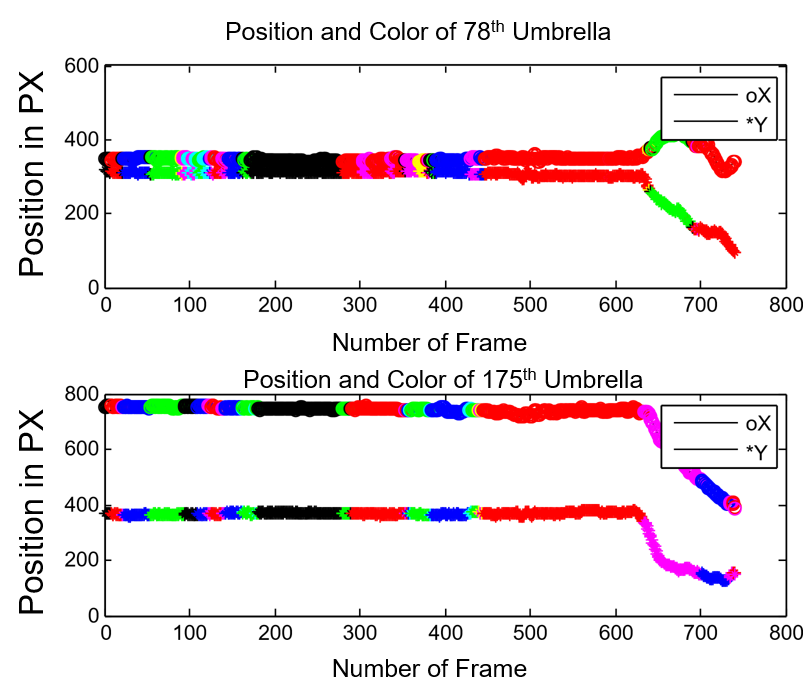 Position and Color of 78th Umbrella
600
400
200
0
Position in PX
oX
*Y
0 100 200 300 400 500 600 700 800
Number of Frame
Position and Color of 175th Umbrella
800
600
400
200
0
Position in PX
oX
*Y
0 100 200 300 400 500 600 700 800
Number of Frame